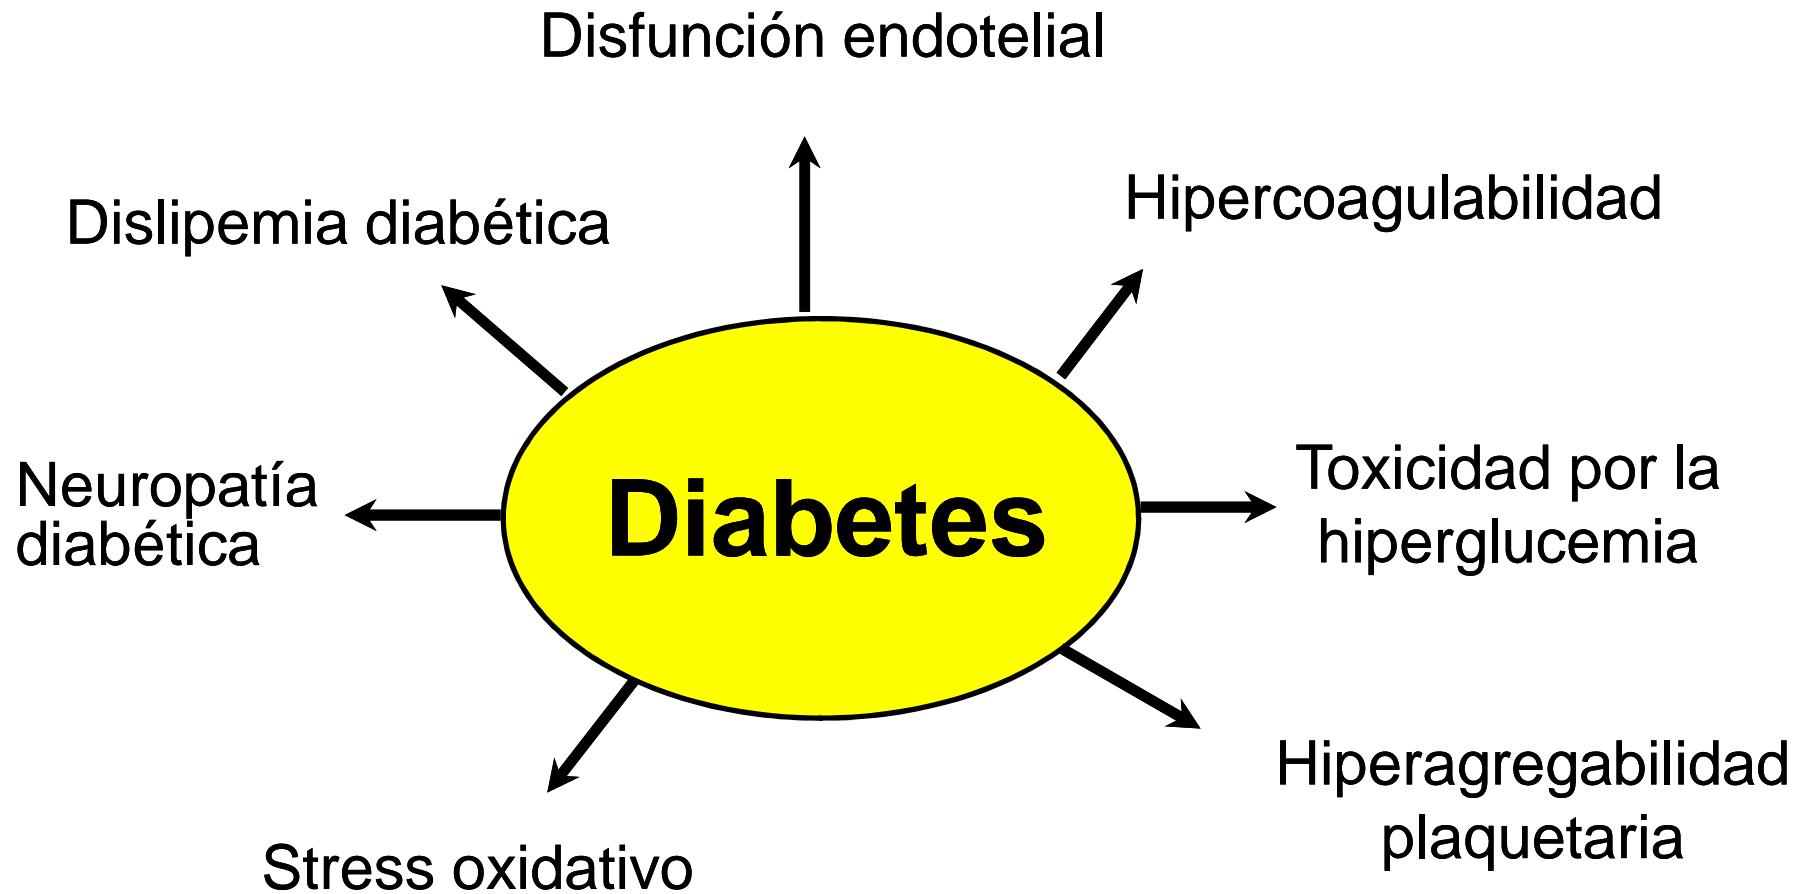 Disfunción endotelial
Hipercoagulabilidad
Dislipemia diabética
Toxicidad por la
hiperglucemia
Neuropatía
diabética
Diabetes
Hiperagregabilidad
plaquetaria
Stress oxidativo